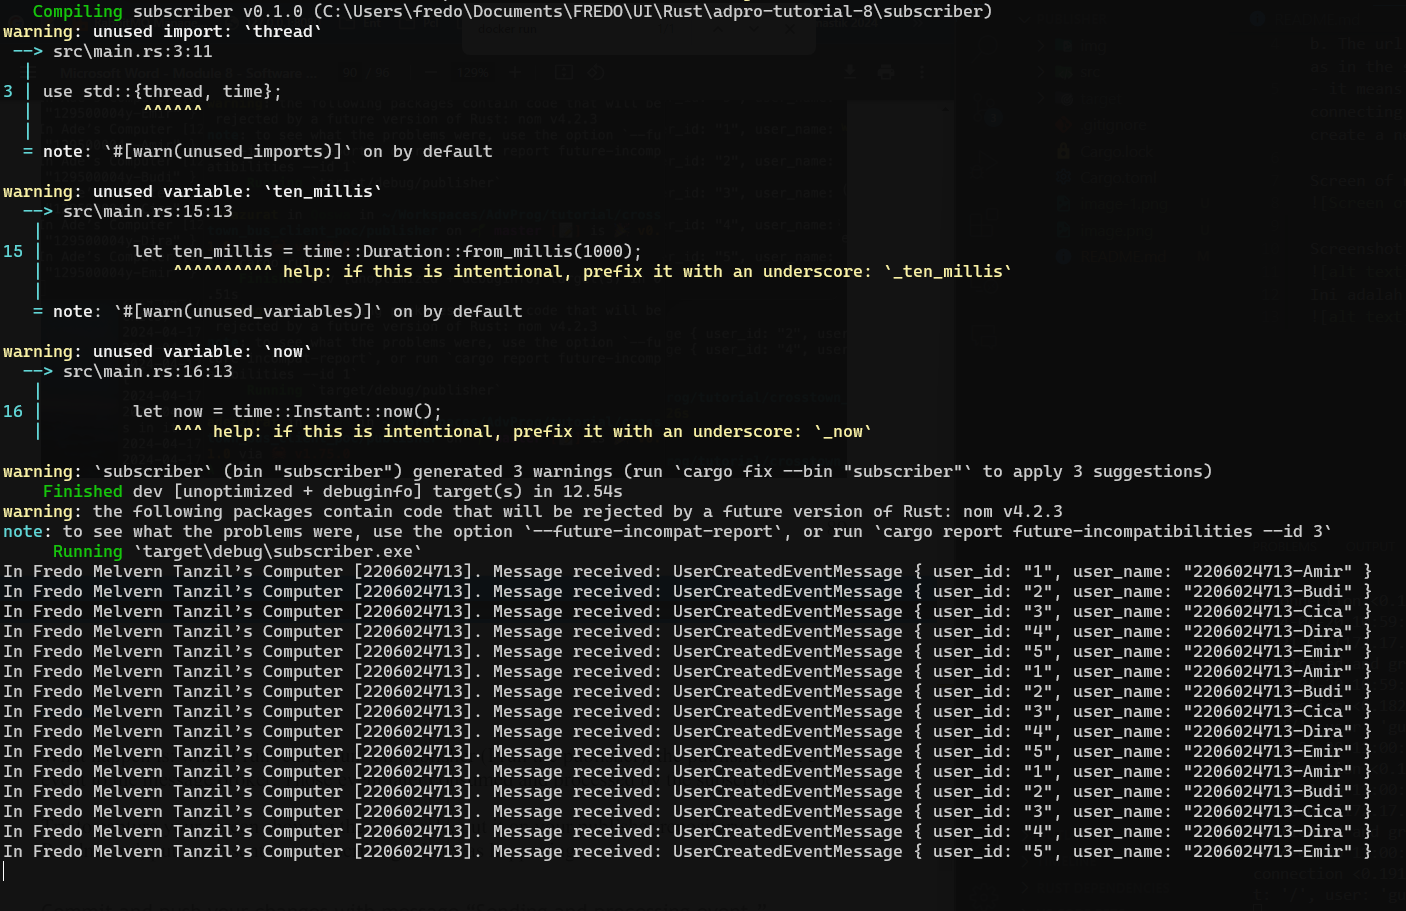 Compiling subscriber v0.1.0 (C:\Users\fredo\Documents\FREDO\UI\Rust\adpro-tutorial-8\subscriber)
warning: unused import: `thread`
 --> src\main.rs:3:11
  |
3 | use std::{thread, time};
  |           ^^^^^^
  |
  = note: `#[warn(unused_imports)]` on by default
warning: unused variable: `ten_millis`
  --> src\main.rs:15:13
   |
15 |         let ten_millis = time::Duration::from_millis(1000);
   |             ^^^^^^^^^^ help: if this is intentional, prefix it with an underscore: `_ten_millis`
   |
   = note: `#[warn(unused_variables)]` on by default
warning: unused variable: `now`
  --> src\main.rs:16:13
   |
16 |         let now = time::Instant::now();
   |             ^^^ help: if this is intentional, prefix it with an underscore: `_now`
warning: `subscriber` (bin "subscriber") generated 3 warnings (run `cargo fix --bin "subscriber"` to apply 3 suggestions)
    Finished dev [unoptimized + debuginfo] target(s) in 12.54s
warning: the following packages contain code that will be rejected by a future version of Rust: nom v4.2.3
note: to see what the problems were, use the option `--future-incompat-report`, or run `cargo report future-incompatibilities --id 3`
     Running `target\debug\subscriber.exe`
In Fredo Melvern Tanzil's Computer [2206024713]. Message received: UserCreatedEventMessage { user_id: "1", user_name: "2206024713-Amir" }
In Fredo Melvern Tanzil's Computer [2206024713]. Message received: UserCreatedEventMessage { user_id: "2", user_name: "2206024713-Budi" }
In Fredo Melvern Tanzil's Computer [2206024713]. Message received: UserCreatedEventMessage { user_id: "3", user_name: "2206024713-Cica" }
In Fredo Melvern Tanzil's Computer [2206024713]. Message received: UserCreatedEventMessage { user_id: "4", user_name: "2206024713-Dira" }
In Fredo Melvern Tanzil's Computer [2206024713]. Message received: UserCreatedEventMessage { user_id: "5", user_name: "2206024713-Emir" }
In Fredo Melvern Tanzil's Computer [2206024713]. Message received: UserCreatedEventMessage { user_id: "1", user_name: "2206024713-Amir" }
In Fredo Melvern Tanzil's Computer [2206024713]. Message received: UserCreatedEventMessage { user_id: "2", user_name: "2206024713-Budi" }
In Fredo Melvern Tanzil's Computer [2206024713]. Message received: UserCreatedEventMessage { user_id: "3", user_name: "2206024713-Cica" }
In Fredo Melvern Tanzil's Computer [2206024713]. Message received: UserCreatedEventMessage { user_id: "4", user_name: "2206024713-Dira" }
In Fredo Melvern Tanzil's Computer [2206024713]. Message received: UserCreatedEventMessage { user_id: "5", user_name: "2206024713-Emir" }
In Fredo Melvern Tanzil's Computer [2206024713]. Message received: UserCreatedEventMessage { user_id: "1", user_name: "2206024713-Amir" }
In Fredo Melvern Tanzil's Computer [2206024713]. Message received: UserCreatedEventMessage { user_id: "2", user_name: "2206024713-Budi" }
In Fredo Melvern Tanzil's Computer [2206024713]. Message received: UserCreatedEventMessage { user_id: "3", user_name: "2206024713-Cica" }
In Fredo Melvern Tanzil's Computer [2206024713]. Message received: UserCreatedEventMessage { user_id: "4", user_name: "2206024713-Dira" }
In Fredo Melvern Tanzil's Computer [2206024713]. Message received: UserCreatedEventMessage { user_id: "5", user_name: "2206024713-Emir" }